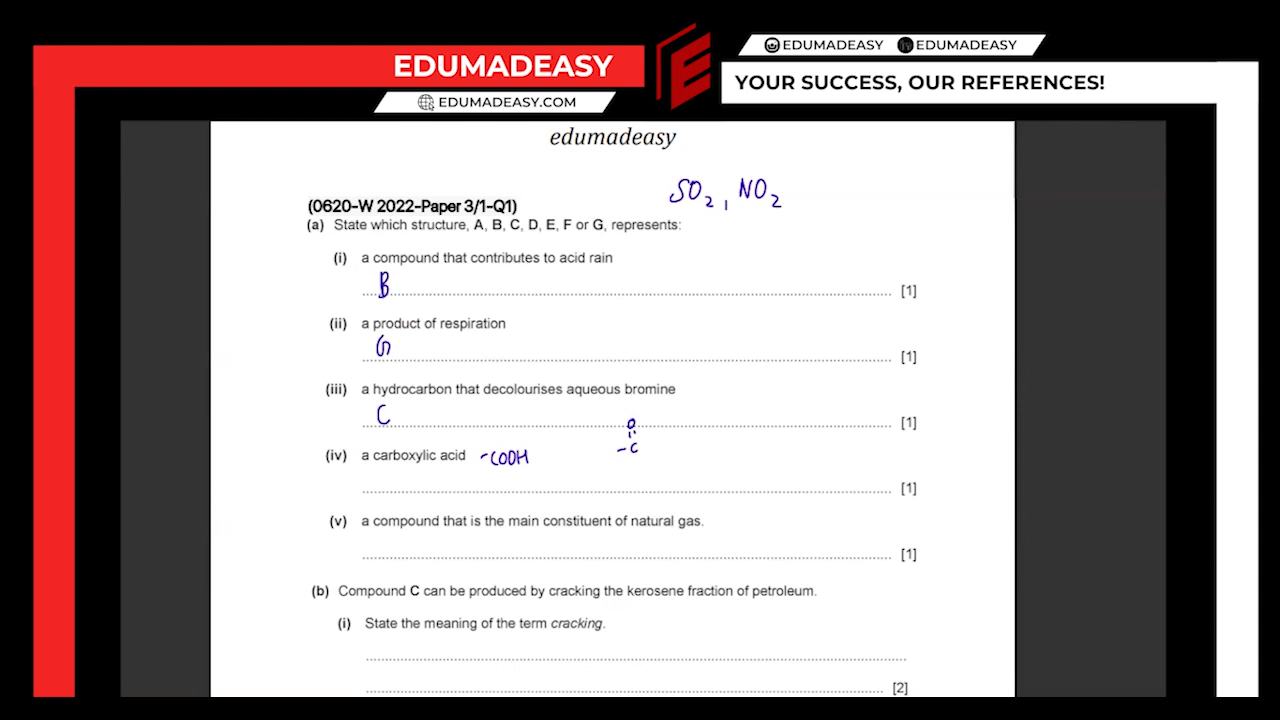 EDUMADEASY
EDUMADEASY.COM
EDUMADEASY EDUMADEASY
YOUR SUCCESS, OUR REFERENCES!
edumadeasy
SO2, NO2
(0620-W 2022-Paper 3/1-Q1)
(a) State which structure, A, B, C, D, E, F or G, represents:
(i) a compound that contributes to acid rain
B [1]
(ii) a product of respiration
G [1]
(iii) a hydrocarbon that decolourises aqueous bromine
C [1]
O
-C
(iv) a carboxylic acid -COOH
[1]
(v) a compound that is the main constituent of natural gas.
[1]
(b) Compound C can be produced by cracking the kerosene fraction of petroleum.
(i) State the meaning of the term cracking.
[2]